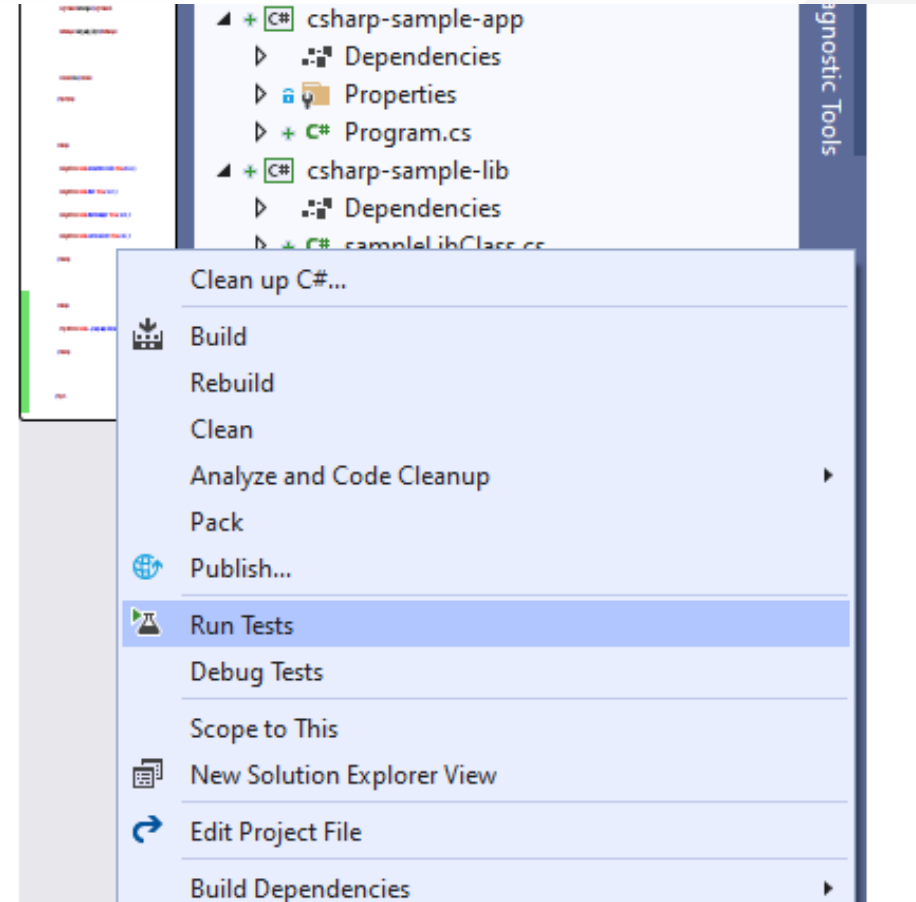 csharp-sample-app
Dependencies
Properties
C# Program.cs
csharp-sample-lib
Dependencies
C# sampleLibClass.cs
agnostic Tools
Clean up C#...
Build
Rebuild
Clean
Analyze and Code Cleanup
Pack
Publish...
Run Tests
Debug Tests
Scope to This
New Solution Explorer View
Edit Project File
Build Dependencies